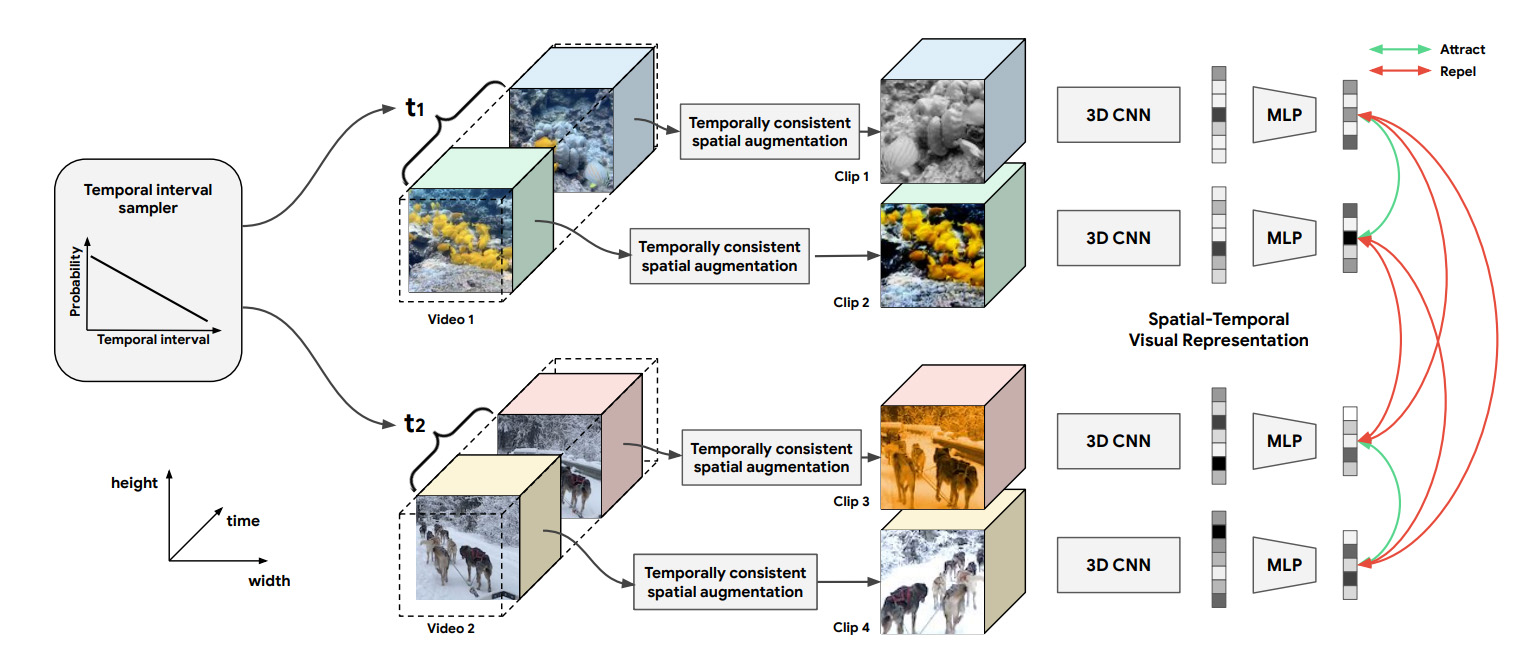 Temporal interval
sampler
Probability
Temporal interval
height
time
width
t1
Video 1
t2
Video 2
Temporally consistent
spatial augmentation
Temporally consistent
spatial augmentation
Temporally consistent
spatial augmentation
Temporally consistent
spatial augmentation
Clip 1
Clip 2
Clip 3
Clip 4
3D CNN
MLP
3D CNN
MLP
Spatial-Temporal
Visual Representation
3D CNN
MLP
3D CNN
MLP
Attract
Repel